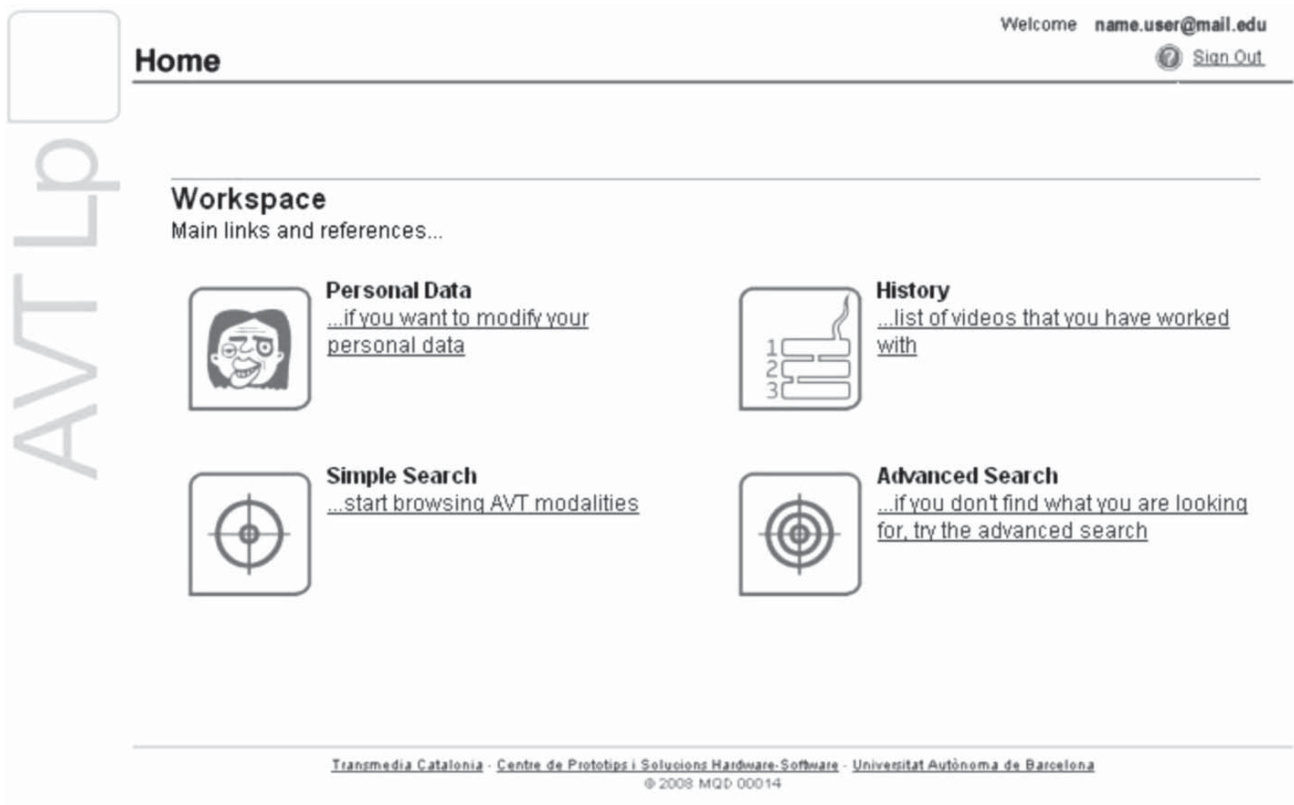 Welcome name.user@mail.edu
Home
Sign Out
AVT Lp
Workspace
Main links and references...
Personal Data
...if you want to modify your
personal data
History
...list of videos that you have worked
with
1
2
3
Simple Search
...start browsing AVT modalities
Advanced Search
...if you don't find what you are looking
for, try the advanced search
Transmedia Catalonia - Centre de Prototips i Solucions Hardware-Software - Universitat Autònoma de Barcelona
© 2008 MQD 00014